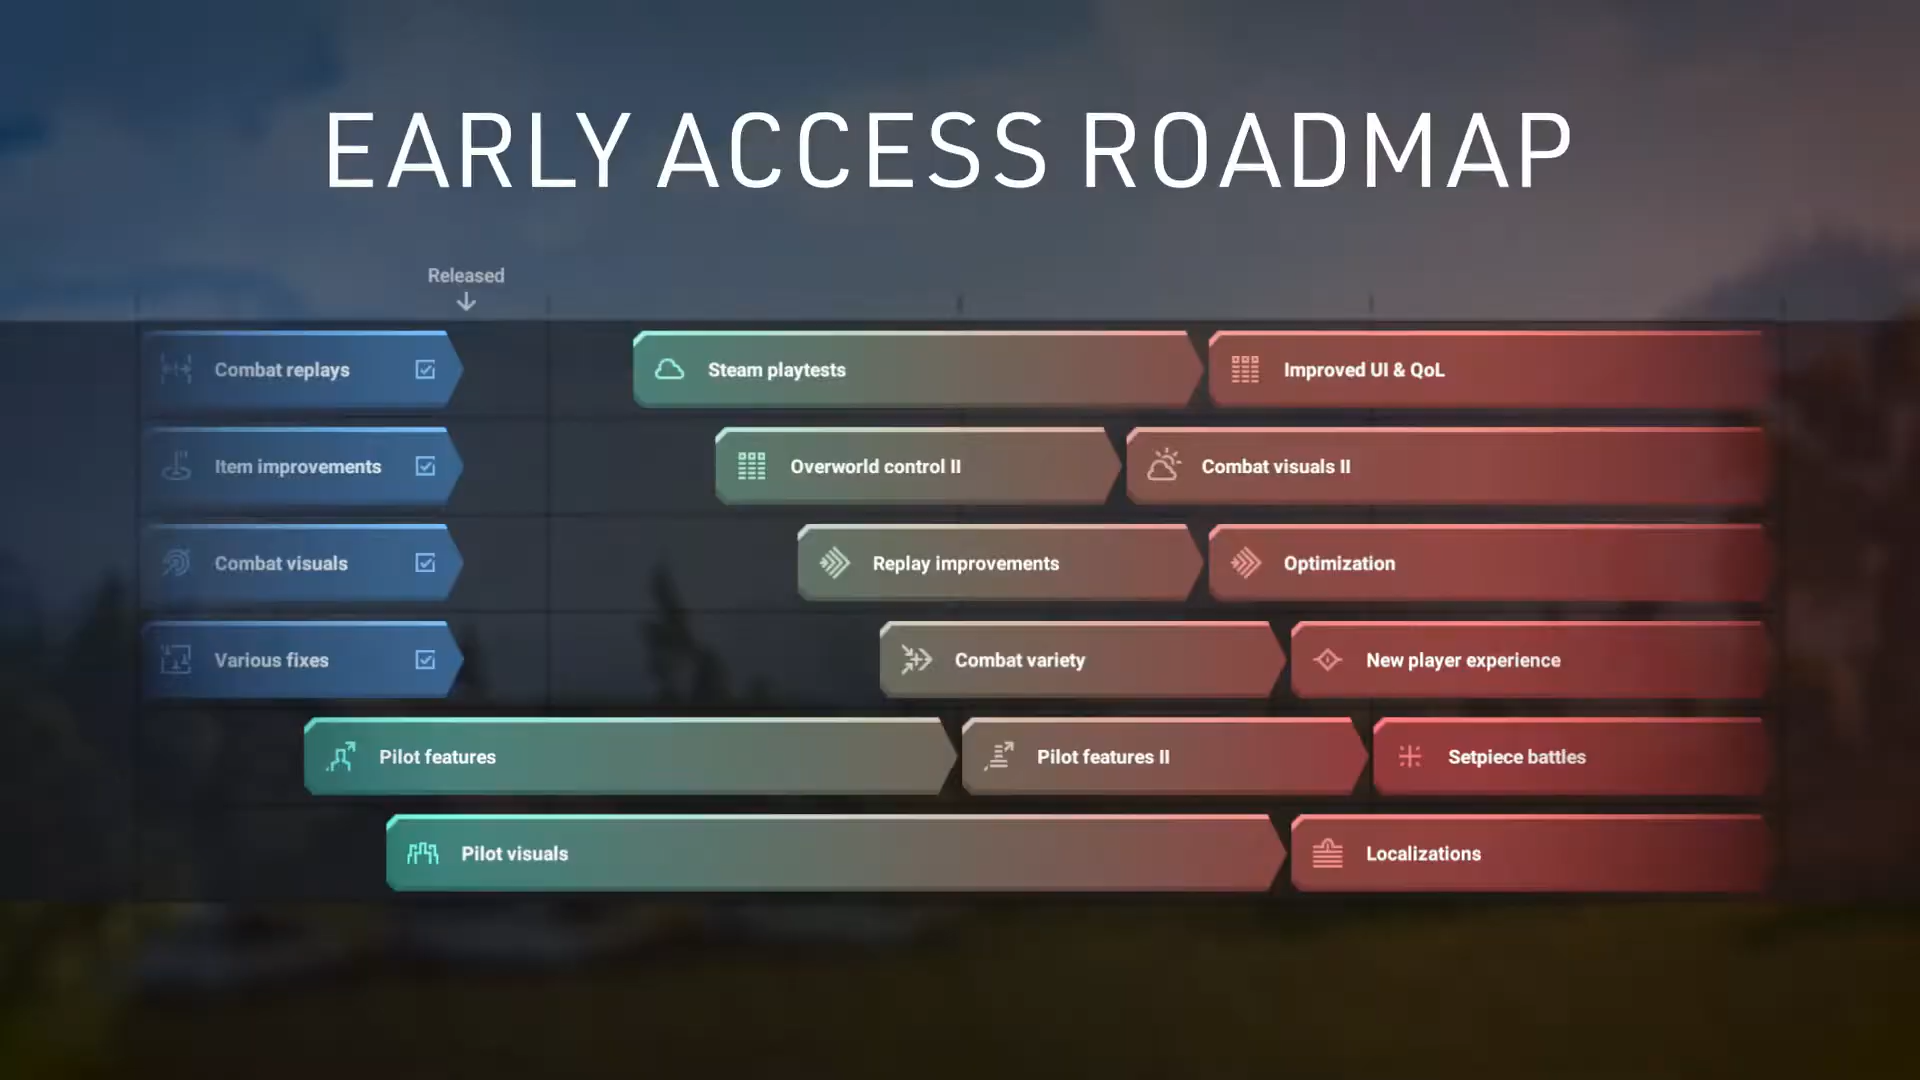 EARLY ACCESS ROADMAP
Released
Combat replays
Steam playtests
Improved UI & QoL
Item improvements
Overworld control II
Combat visuals II
Combat visuals
Replay improvements
Optimization
Various fixes
Combat variety
New player experience
Pilot features
Pilot features II
Setpiece battles
Pilot visuals
Localizations